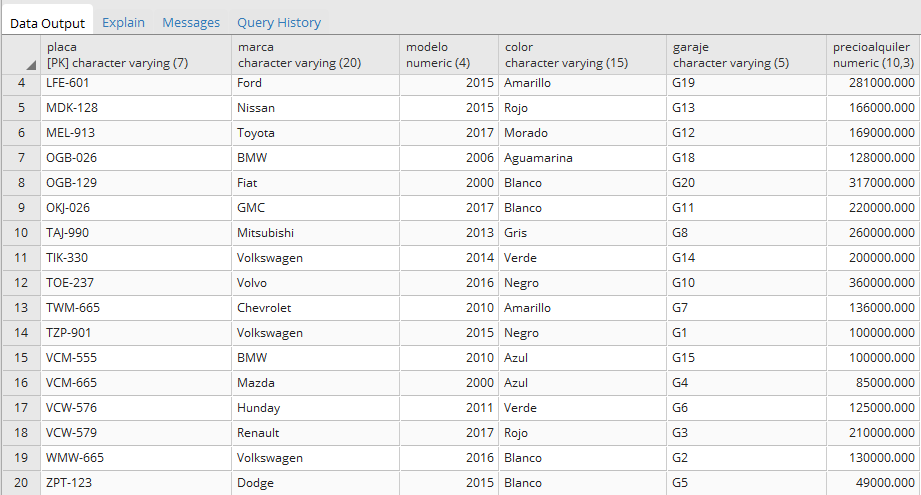 Data Output Explain Messages Query History
placa marca modelo color garaje precioalquiler
[PK] character varying (7) character varying (20) numeric (4) character varying (15) character varying (5) numeric (10,3)
4 LFE-601 Ford 2015 Amarillo G19 281000.000
5 MDK-128 Nissan 2015 Rojo G13 166000.000
6 MEL-913 Toyota 2017 Morado G12 169000.000
7 OGB-026 BMW 2006 Aguamarina G18 128000.000
8 OGB-129 Fiat 2000 Blanco G20 317000.000
9 OKJ-026 GMC 2017 Blanco G11 220000.000
10 TAJ-990 Mitsubishi 2013 Gris G8 260000.000
11 TIK-330 Volkswagen 2014 Verde G14 200000.000
12 TOE-237 Volvo 2016 Negro G10 360000.000
13 TWM-665 Chevrolet 2010 Amarillo G7 136000.000
14 TZP-901 Volkswagen 2015 Negro G1 100000.000
15 VCM-555 BMW 2010 Azul G15 100000.000
16 VCM-665 Mazda 2000 Azul G4 85000.000
17 VCW-576 Hunday 2011 Verde G6 125000.000
18 VCW-579 Renault 2017 Rojo G3 210000.000
19 WMW-665 Volkswagen 2016 Blanco G2 130000.000
20 ZPT-123 Dodge 2015 Blanco G5 49000.000